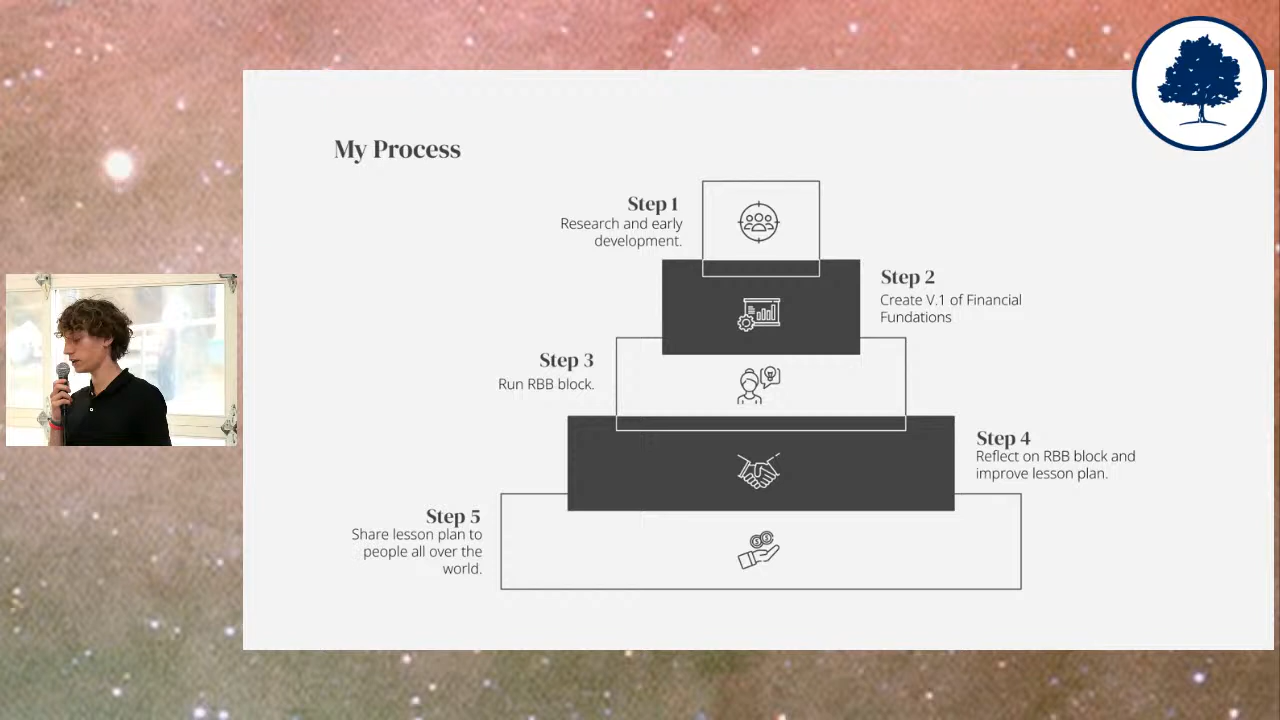 My Process
Step 1
Research and early
development.
Step 2
Create V.1 of Financial
Fundations
Step 3
Run RBB block.
Step 4
Reflect on RBB block and
improve lesson plan.
Step 5
Share lesson plan to
people all over the
world.